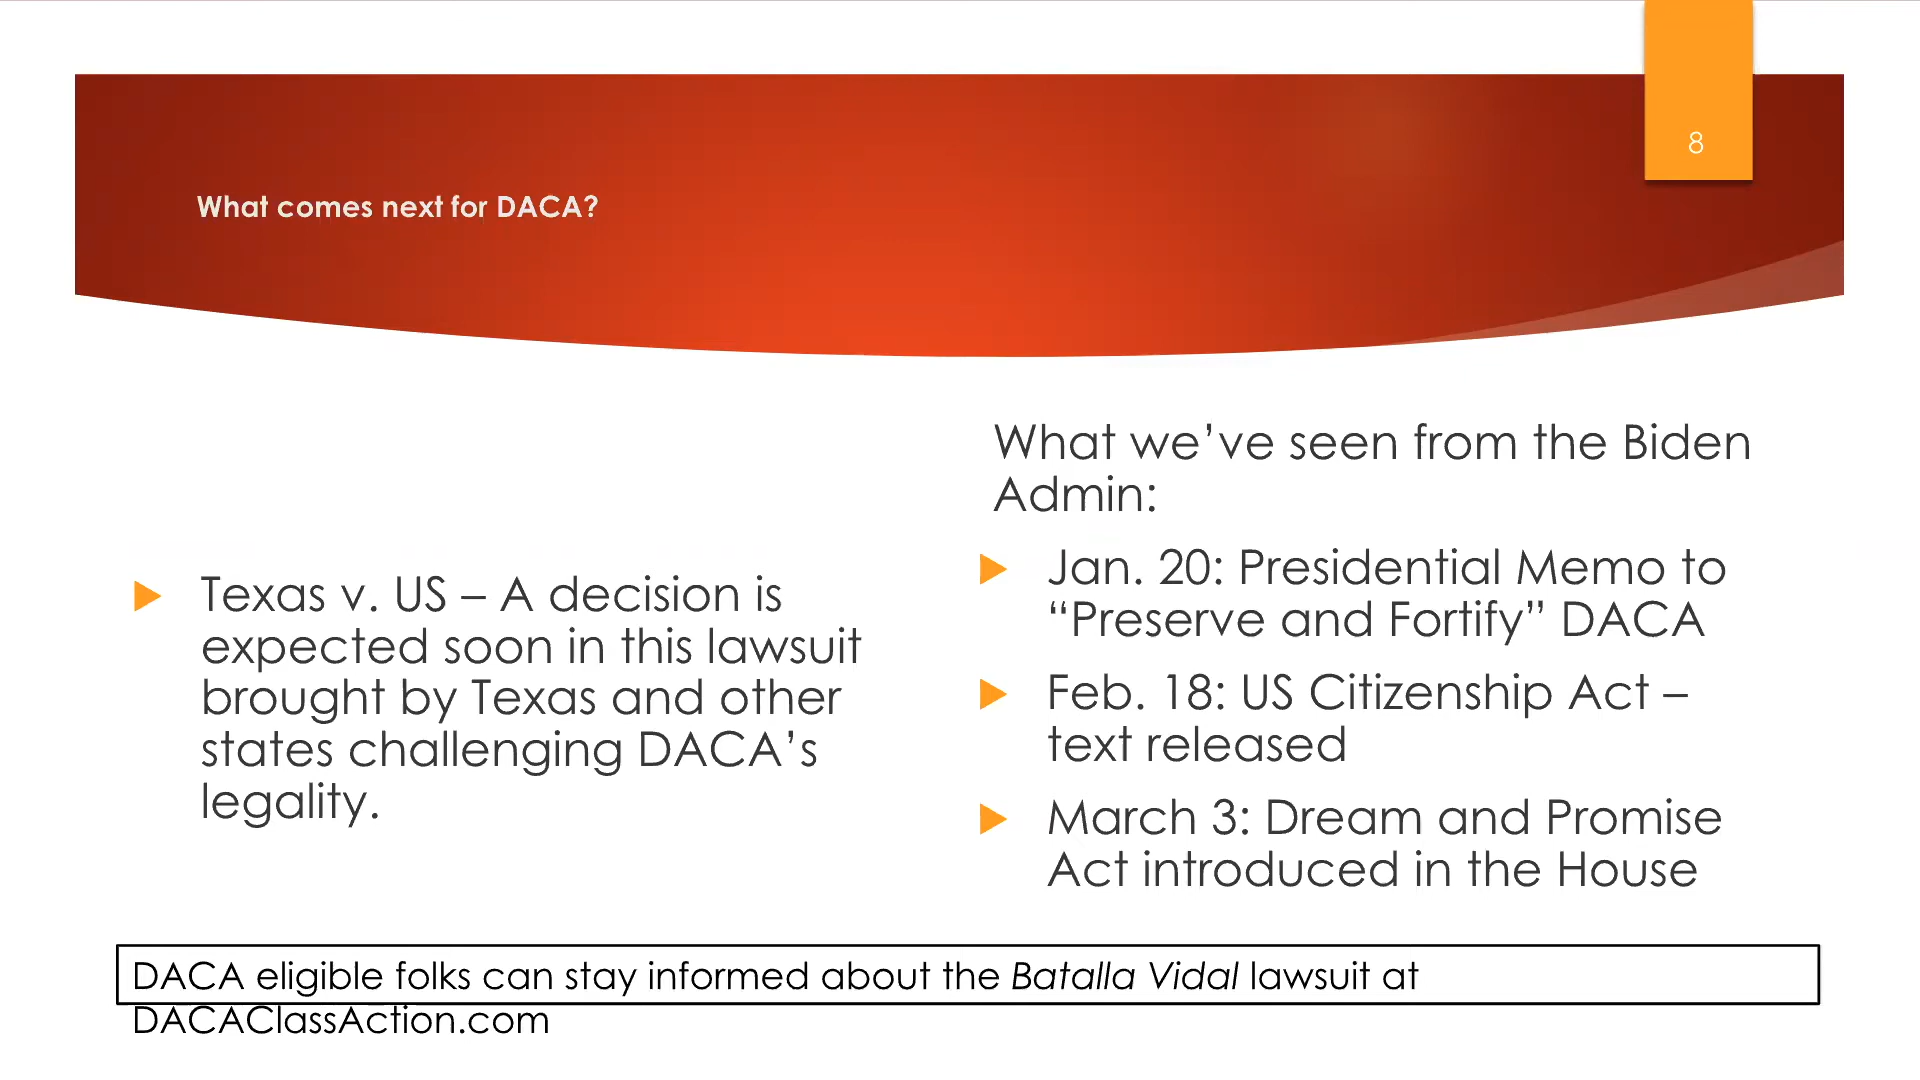 8
What comes next for DACA?
Texas v. US – A decision is
expected soon in this lawsuit
brought by Texas and other
states challenging DACA’s
legality.
What we’ve seen from the Biden
Admin:
Jan. 20: Presidential Memo to
“Preserve and Fortify” DACA
Feb. 18: US Citizenship Act –
text released
March 3: Dream and Promise
Act introduced in the House
DACA eligible folks can stay informed about the Batalla Vidal lawsuit at
DACAClassAction.com